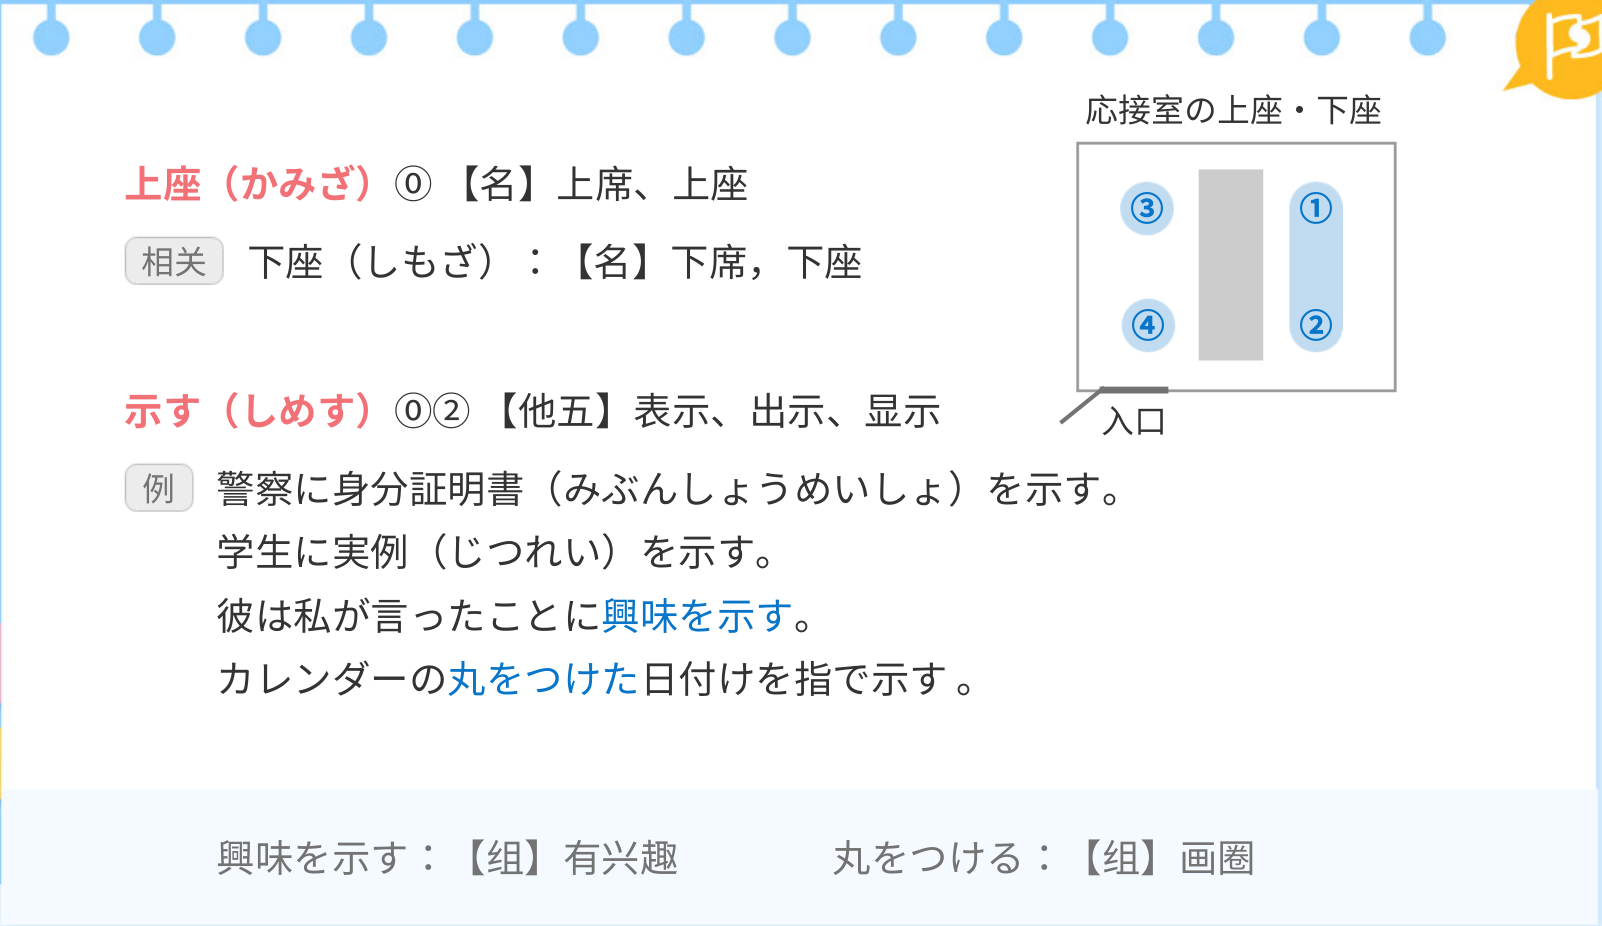 応接室の上座・下座
上座（かみざ）⓪ 【名】上席、上座
相关 下座（しもざ）：【名】下席，下座
③ ①
④ ②
入口
示す（しめす）⓪② 【他五】表示、出示、显示
例 警察に身分証明書（みぶんしょうめいしょ）を示す。
学生に実例（じつれい）を示す。
彼は私が言ったことに興味を示す。
カレンダーの丸をつけた日付けを指で示す 。
興味を示す：【组】有兴趣 丸をつける：【组】画圈